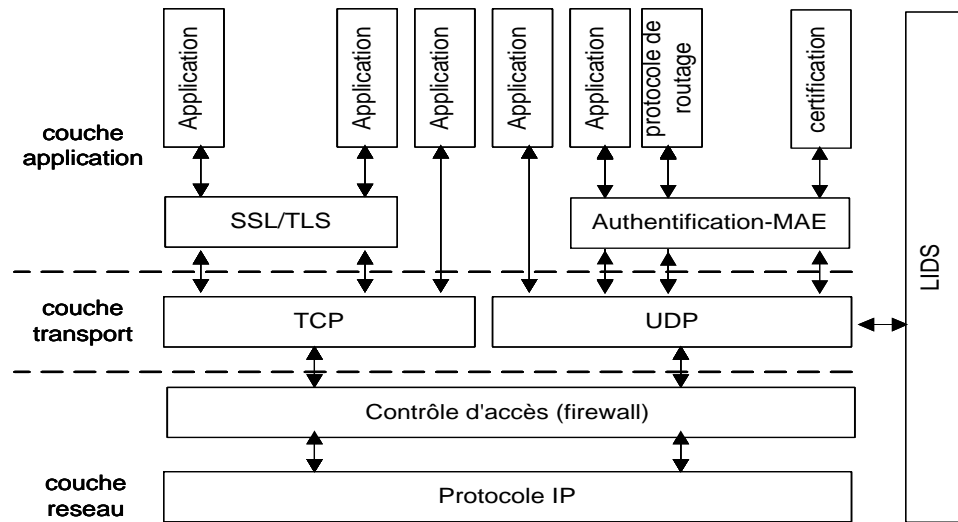 Application
Application
Application
Application
Application
protocole de
routage
certification
couche
application
SSL/TLS
Authentification-MAE
LIDS
couche
transport
TCP
UDP
Contrôle d'accès (firewall)
couche
reseau
Protocole IP